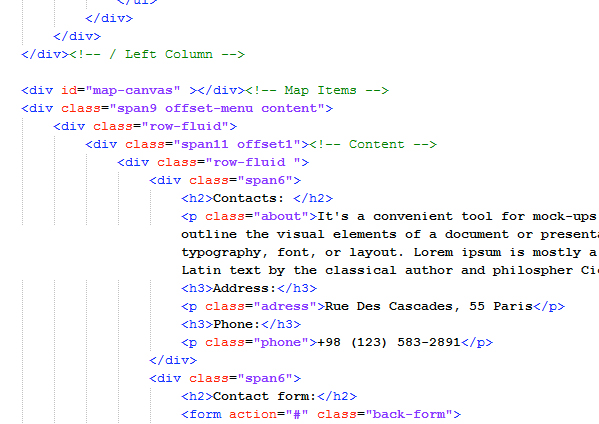 </ul>
</div>
</div>
</div><!-- / Left Column -->
<div id="map-canvas" ></div><!-- Map Items -->
<div class="span9 offset-menu content">
<div class="row-fluid">
<div class="span11 offset1"><!-- Content -->
<div class="row-fluid ">
<div class="span6">
<h2>Contacts: </h2>
<p class="about">It's a convenient tool for mock-ups
outline the visual elements of a document or presenta
typography, font, or layout. Lorem ipsum is mostly a
Latin text by the classical author and philospher Cic
<h3>Address:</h3>
<p class="adress">Rue Des Cascades, 55 Paris</p>
<h3>Phone:</h3>
<p class="phone">+98 (123) 583-2891</p>
</div>
<div class="span6">
<h2>Contact form:</h2>
<form action="#" class="back-form">